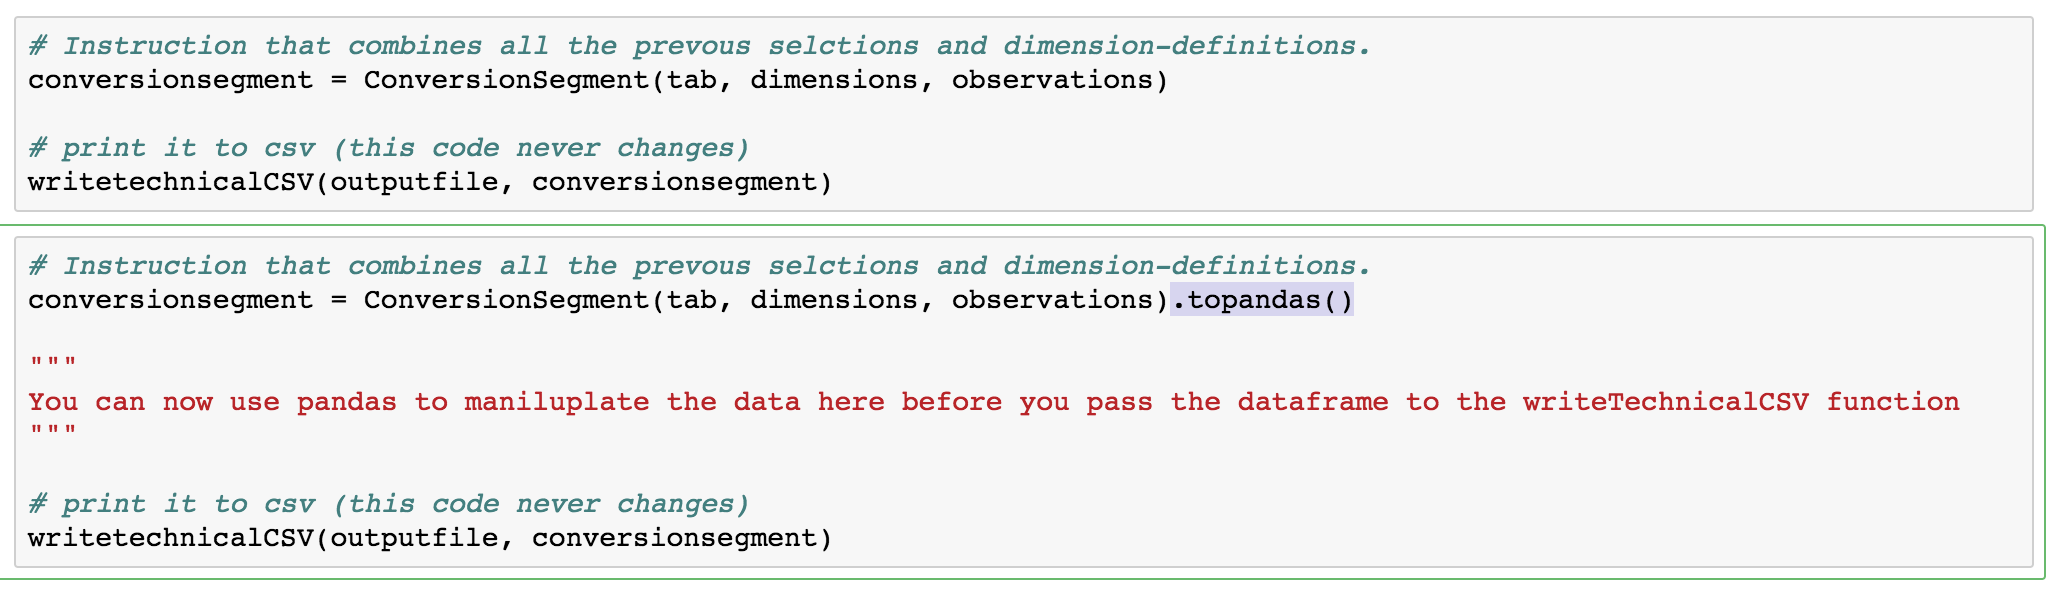 # Instruction that combines all the prevous selctions and dimension-definitions.
conversionsegment = ConversionSegment(tab, dimensions, observations)
# print it to csv (this code never changes)
writetechnicalCSV(outputfile, conversionsegment)
# Instruction that combines all the prevous selctions and dimension-definitions.
conversionsegment = ConversionSegment(tab, dimensions, observations).topandas()
"""
You can now use pandas to maniluplate the data here before you pass the dataframe to the writeTechnicalCSV function
"""
# print it to csv (this code never changes)
writetechnicalCSV(outputfile, conversionsegment)